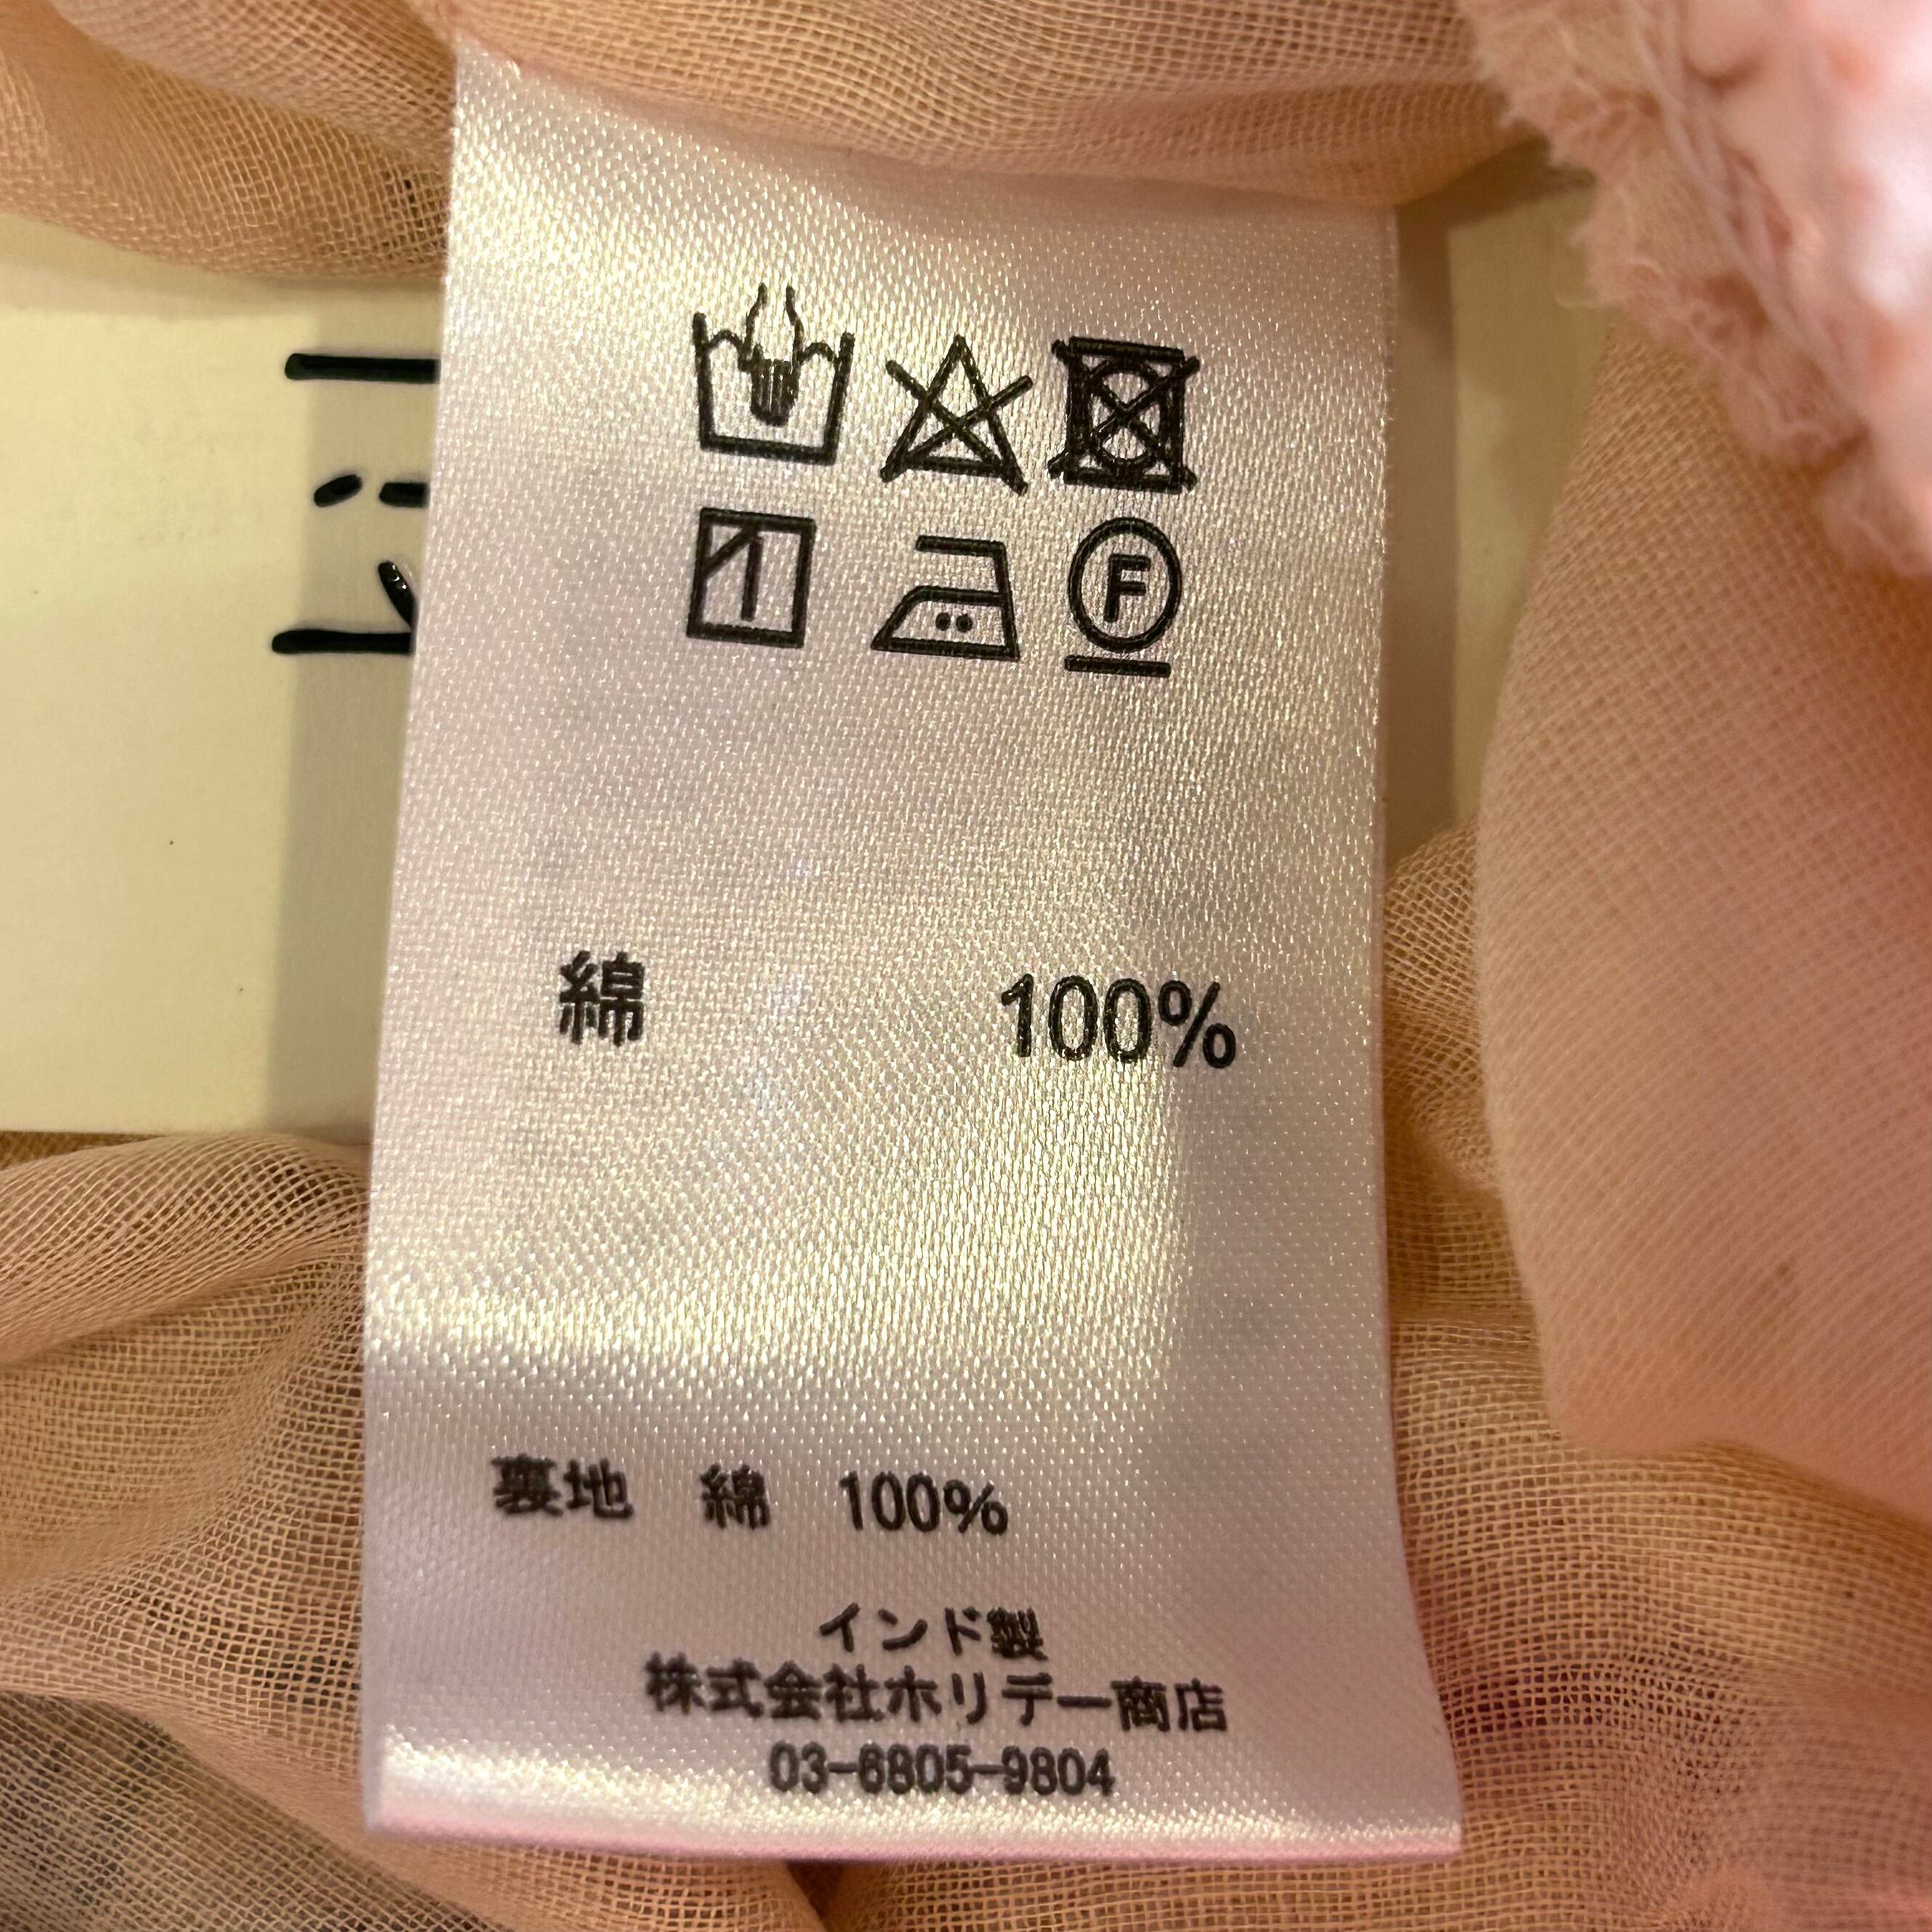 F
綿 100%
裏地 綿 100%
インド製
株式会社ホリデー商店
03-6805-9804